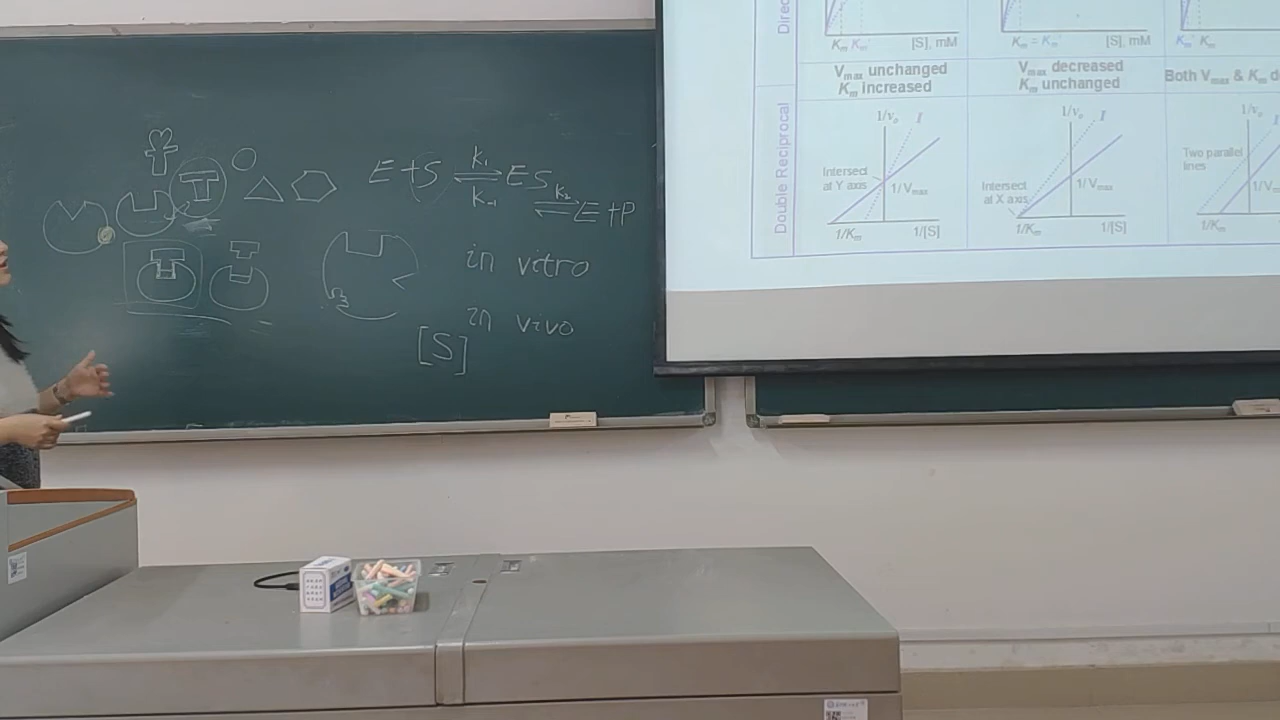 E + S k₁ k₋₁ ES k₂ E + P
in vitro
in vivo
[S]
Direc
Km Km' [S], mM
Km = Km' [S], mM
Km' Km
Vmax unchanged
Km increased
Vmax decreased
Km unchanged
Both Vmax & Km d
Double Reciprocal
1/v₀ I
Intersect
at Y axis
1/Vmax
1/Km 1/[S]
1/v₀ I
Intersect
at X axis
1/Vmax
1/Km 1/[S]
1/v₀ I
Two parallel
lines
1/V
1/Km